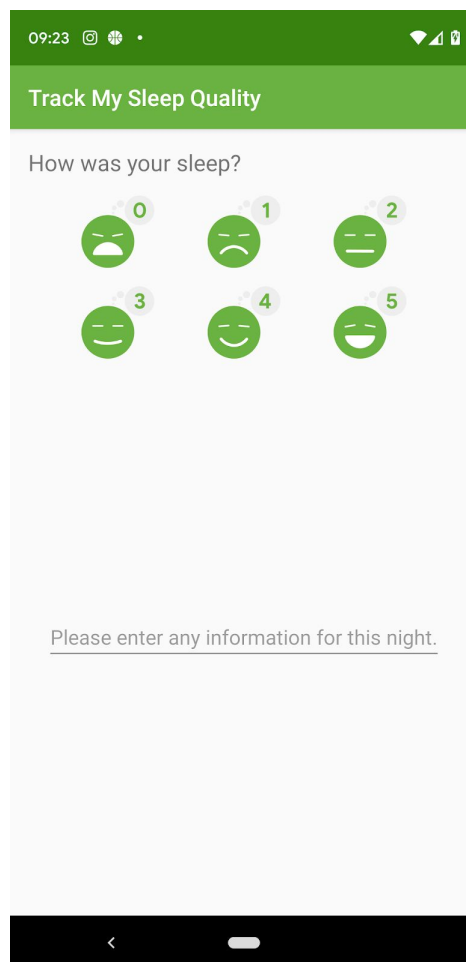 09:23
Track My Sleep Quality
How was your sleep?
0 1 2
3 4 5
Please enter any information for this night.